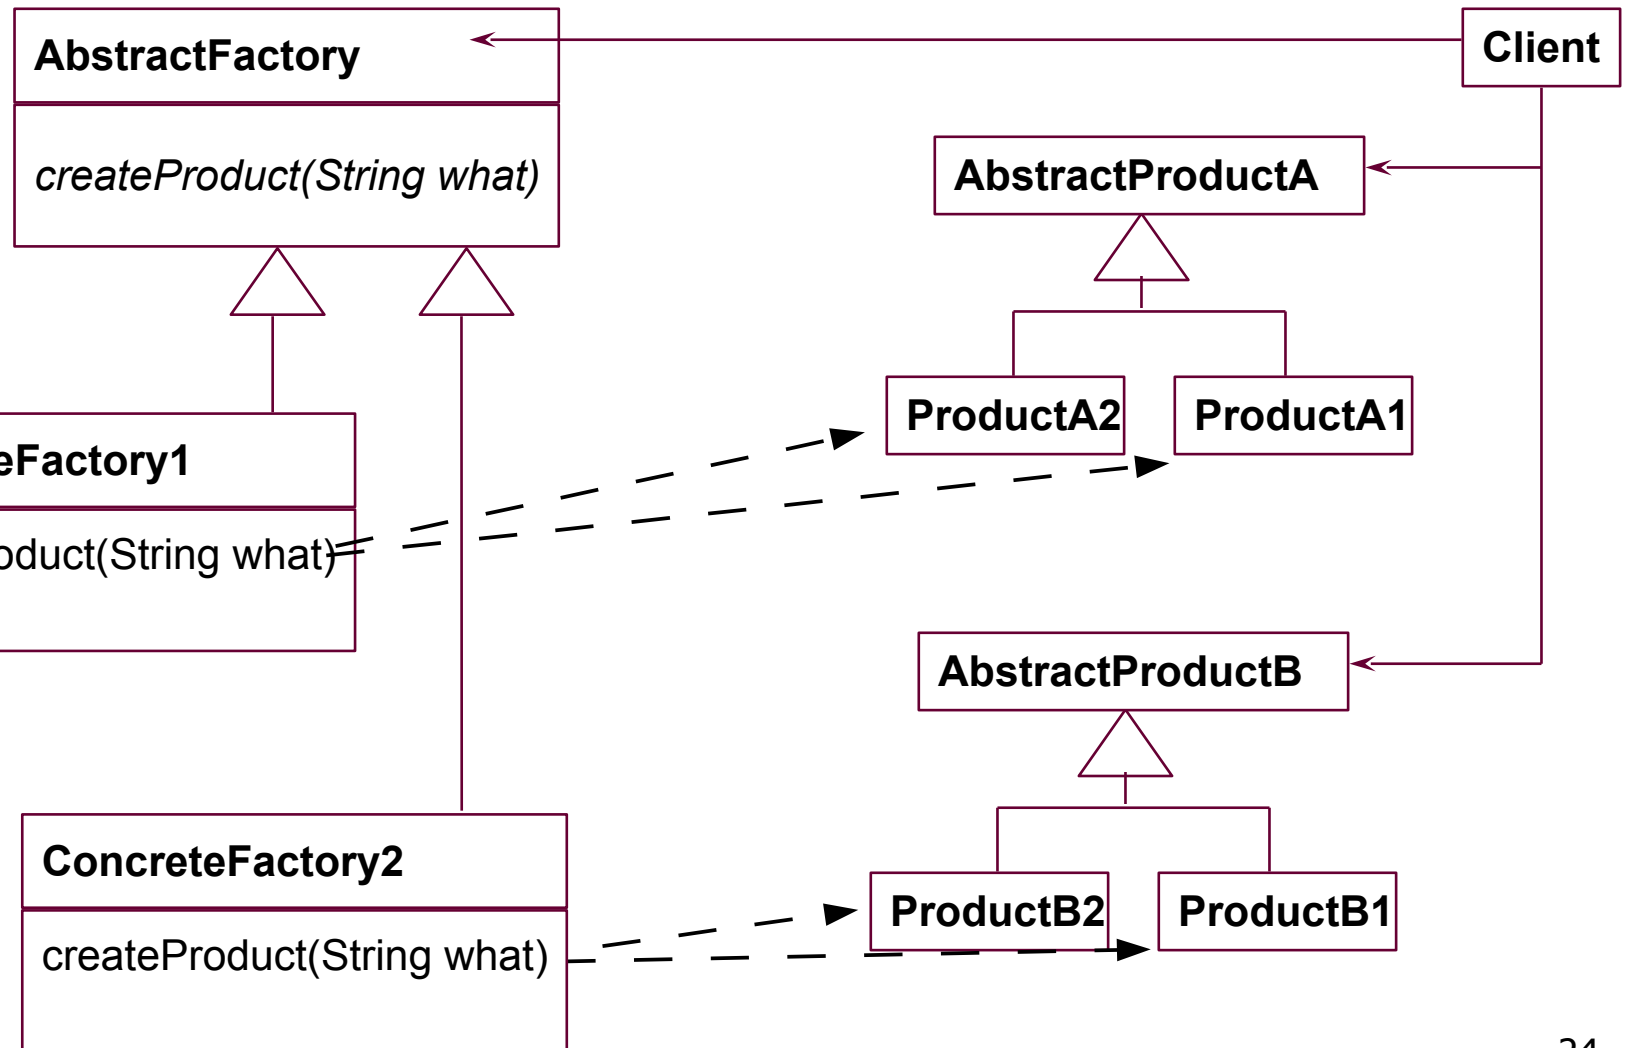 AbstractFactory
Client
createProduct(String what)
AbstractProductA
ProductA2
ProductA1
eFactory1
oduct(String what)
AbstractProductB
ConcreteFactory2
ProductB2
ProductB1
createProduct(String what)